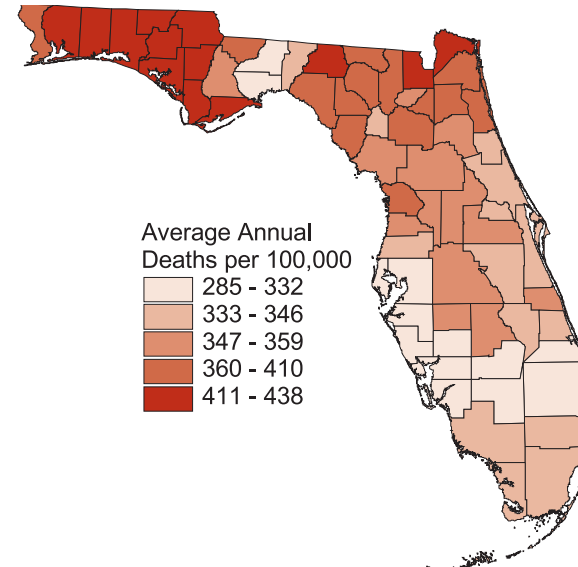 Average Annual
Deaths per 100,000
285 - 332
333 - 346
347 - 359
360 - 410
411 - 438